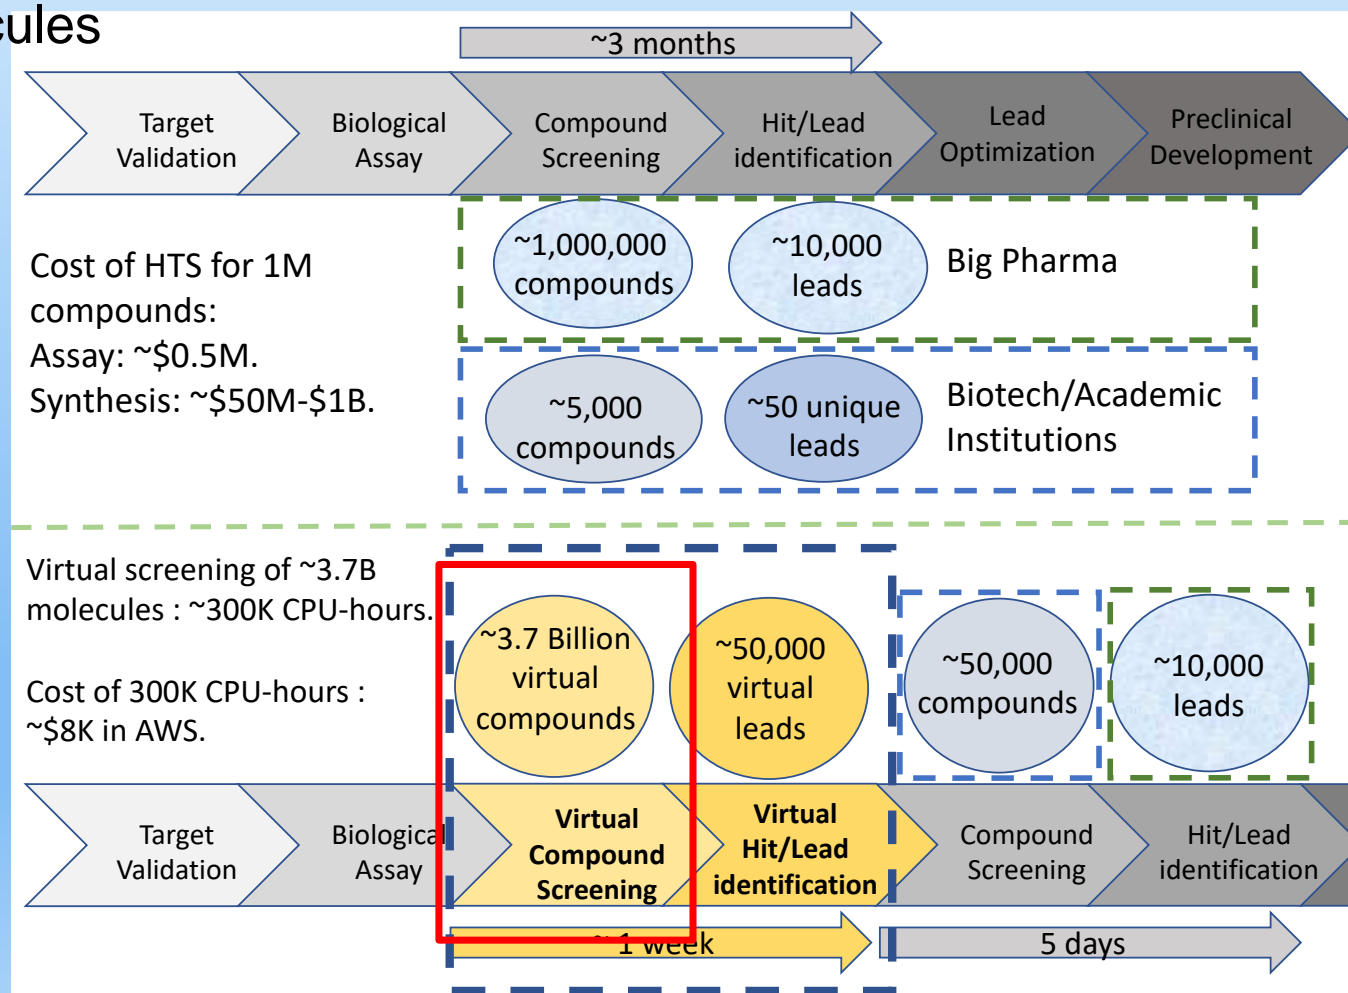 cules
~3 months
Target
Validation
Biological
Assay
Compound
Screening
Hit/Lead
identification
Lead
Optimization
Preclinical
Development
Cost of HTS for 1M
compounds:
Assay: ~$0.5M.
Synthesis: ~$50M-$1B.
~1,000,000
compounds
~10,000
leads
Big Pharma
~5,000
compounds
~50 unique
leads
Biotech/Academic
Institutions
Virtual screening of ~3.7B
molecules : ~300K CPU-hours.
Cost of 300K CPU-hours :
~$8K in AWS.
~3.7 Billion
virtual
compounds
~50,000
virtual
leads
~50,000
compounds
~10,000
leads
Target
Validation
Biological
Assay
Virtual
Compound
Screening
Virtual
Hit/Lead
identification
Compound
Screening
Hit/Lead
identification
~ 1 week
5 days